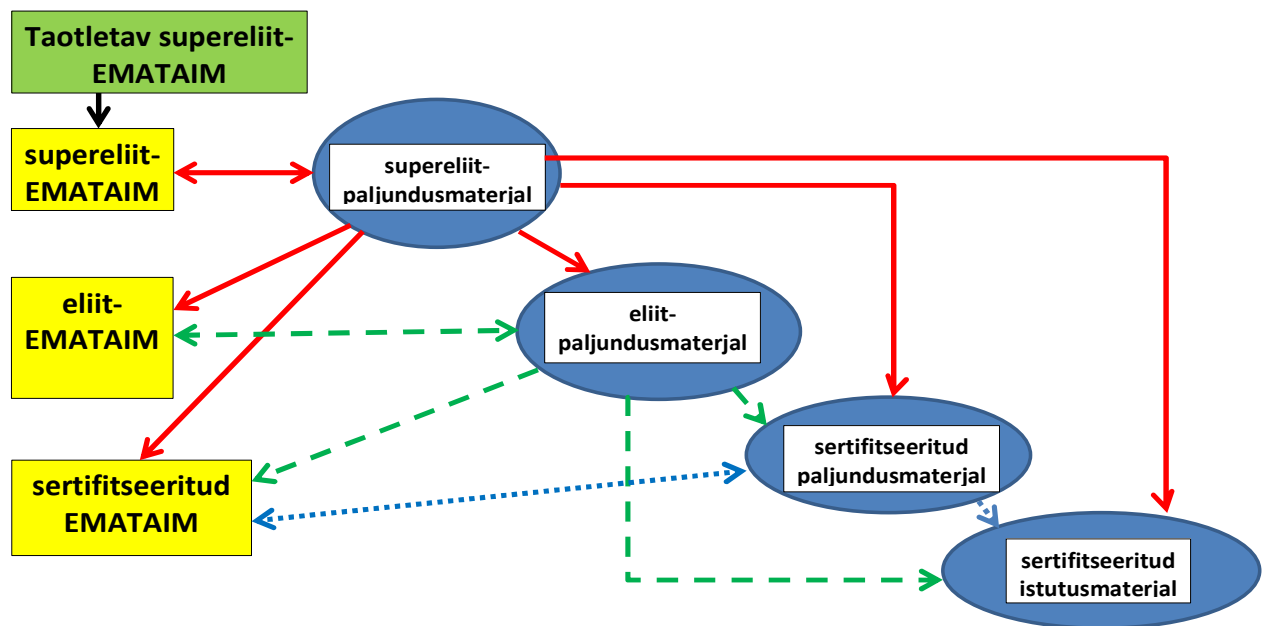 Taotletav supereliit-
EMATAIM
supereliit-
EMATAIM
supereliit-
paljundusmaterjal
eliit-
EMATAIM
eliit-
paljundusmaterjal
sertifitseeritud
EMATAIM
sertifitseeritud
paljundusmaterjal
sertifitseeritud
istutusmaterjal